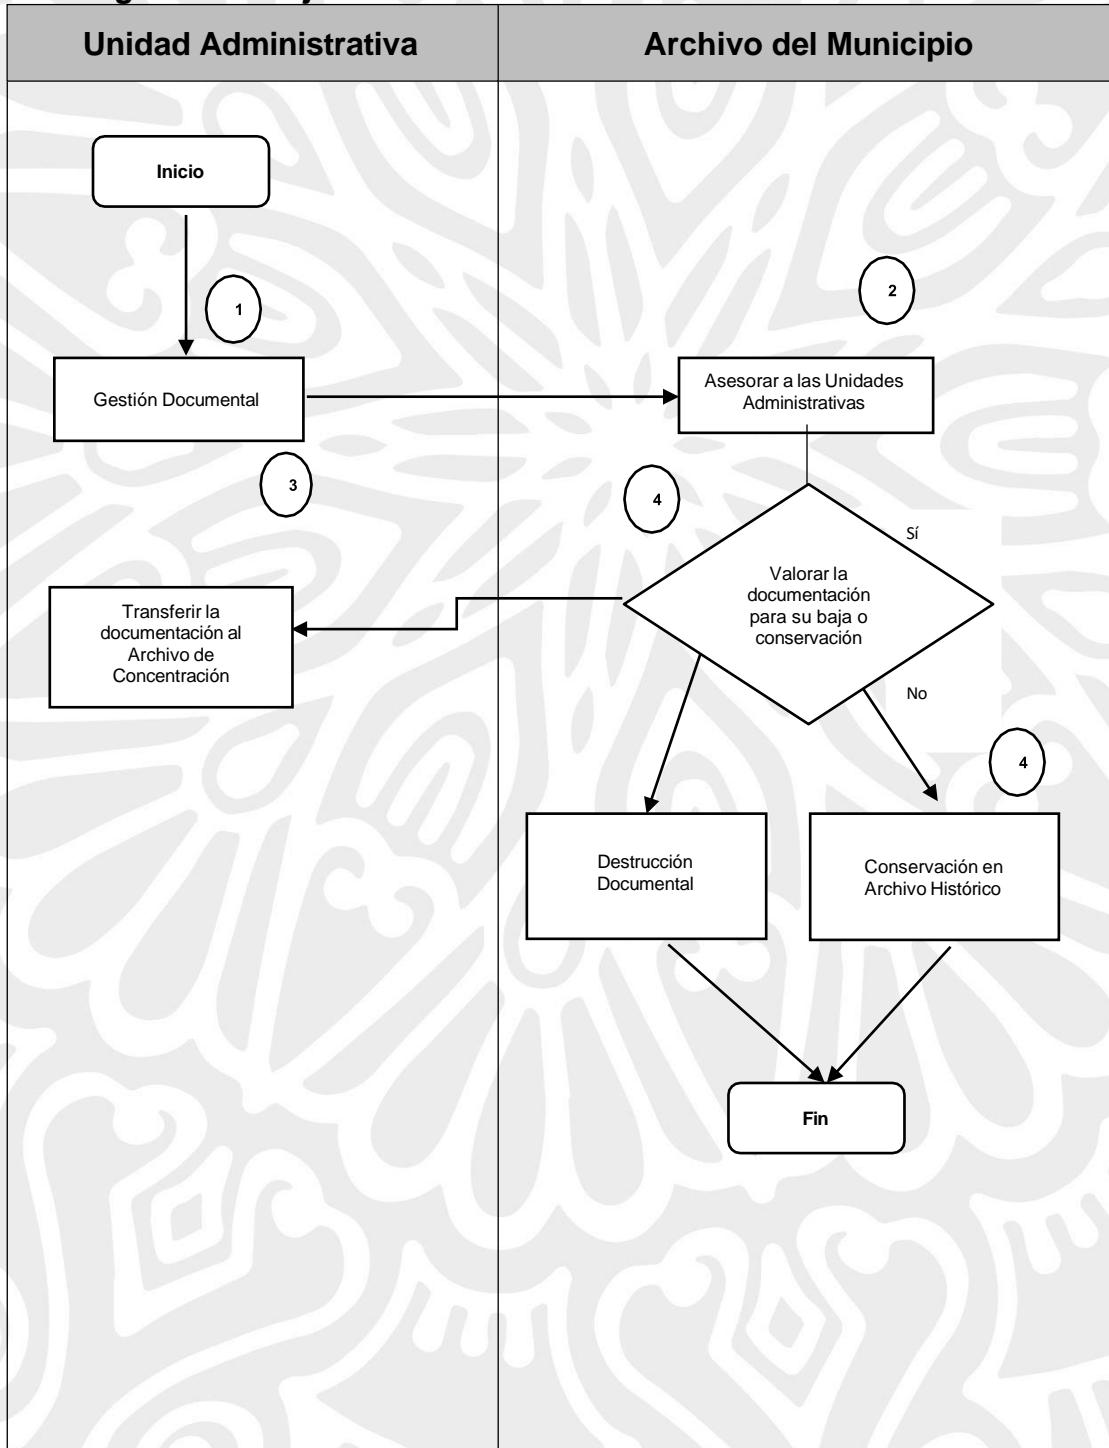 Unidad Administrativa
Archivo del Municipio
Inicio
1
2
Gestión Documental
Asesorar a las Unidades
Administrativas
3
4
Sí
Valorar la
documentación
para su baja o
conservación
Transferir la
documentación al
Archivo de
Concentración
No
4
Destrucción
Documental
Conservación en
Archivo Histórico
Fin